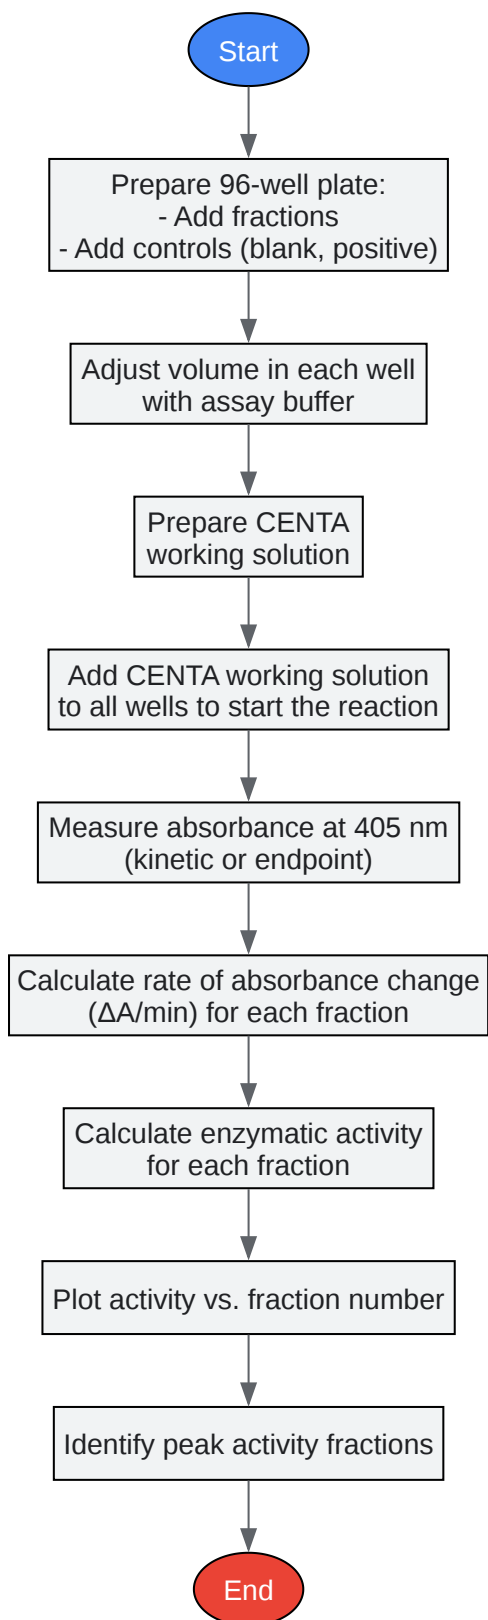 Start
Prepare 96-well plate:
- Add fractions
- Add controls (blank, positive)
Adjust volume in each well
with assay buffer
Prepare CENTA
working solution
Add CENTA working solution
to all wells to start the reaction
Measure absorbance at 405 nm
(kinetic or endpoint)
Calculate rate of absorbance change
(ΔA/min) for each fraction
Calculate enzymatic activity
for each fraction
Plot activity vs. fraction number
Identify peak activity fractions
End